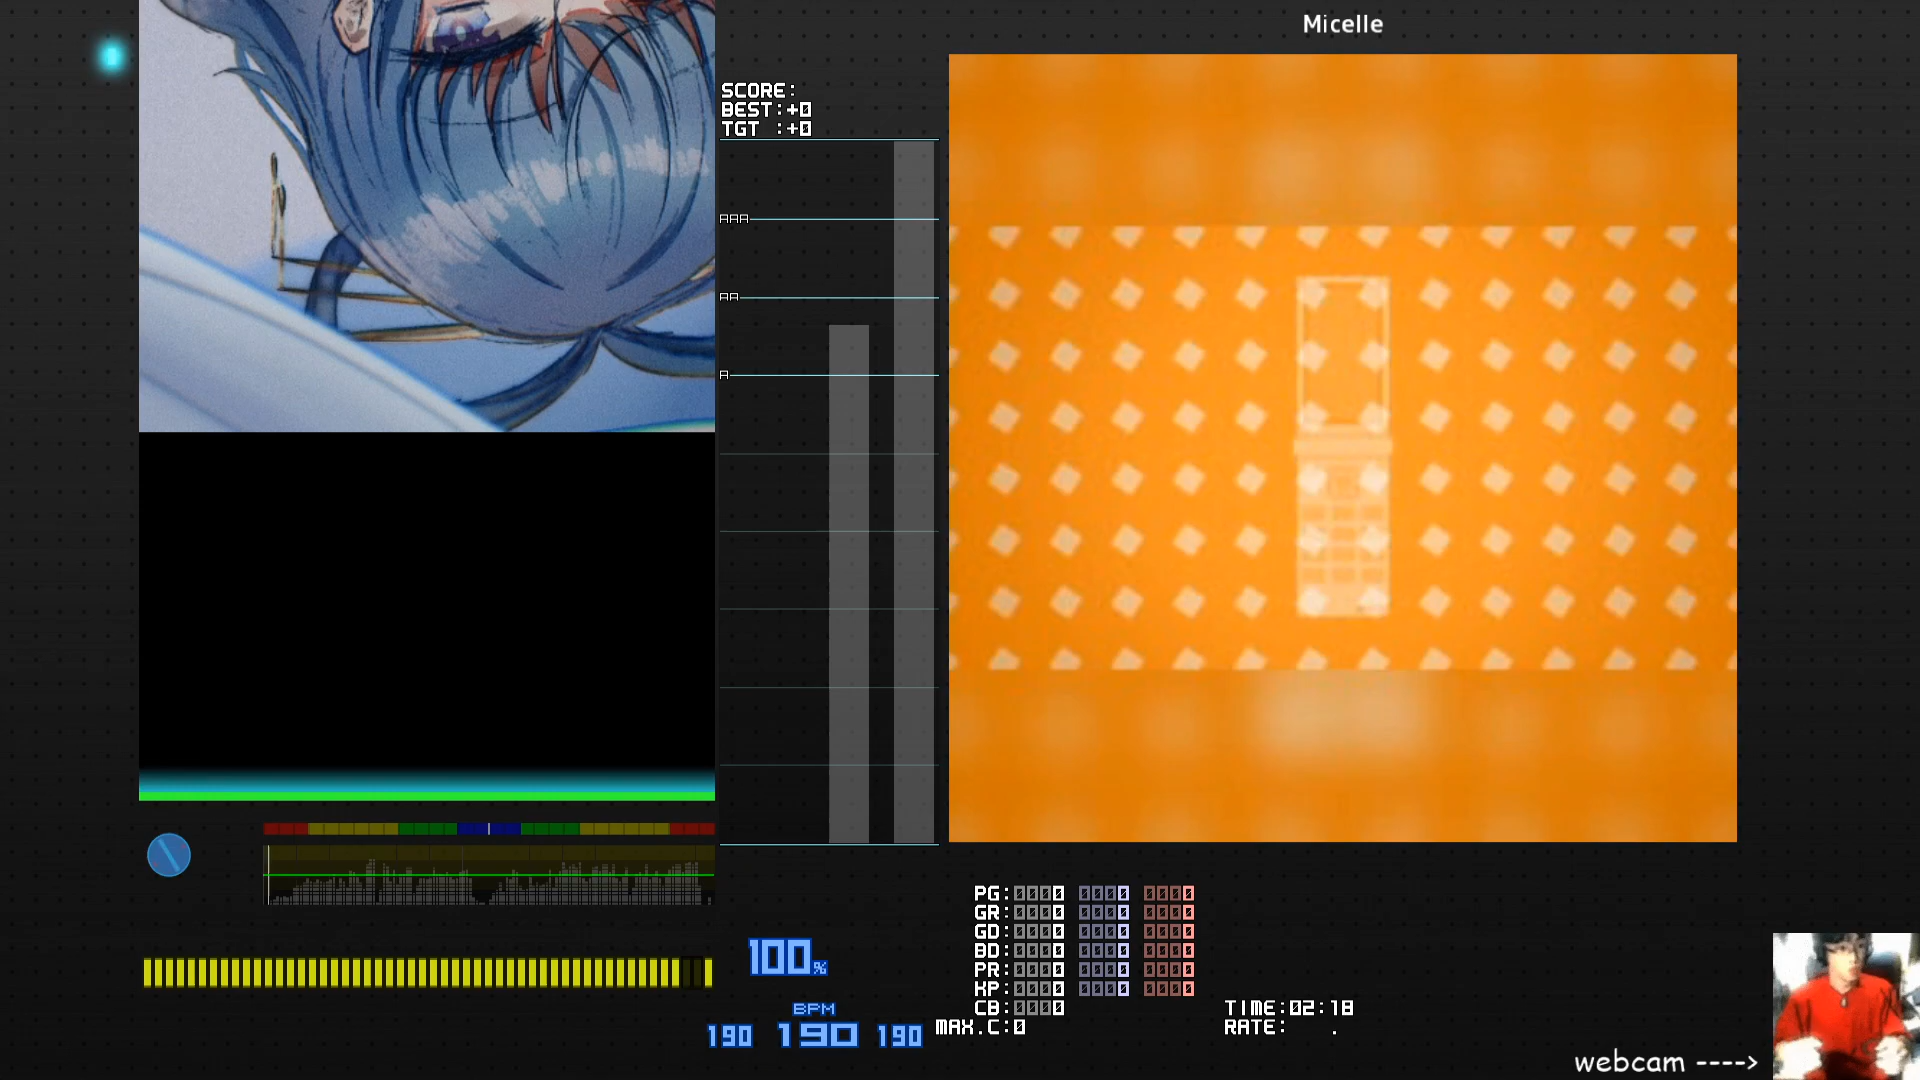 Micelle
SCORE:
BEST:+0
TGT :+0
AAA
AA
A
PG:0000 0000 0000
GR:0000 0000 0000
GD:0000 0000 0000
BD:0000 0000 0000
PR:0000 0000 0000
KP:0000 0000 0000
CB:0000
MAX.C:0
TIME:02:18
RATE: .
100%
BPM
190 190 190
webcam ---->